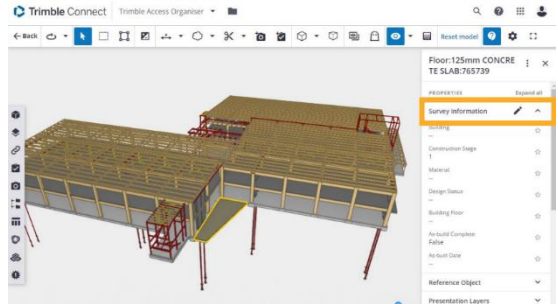 Trimble Connect
Trimble Access Organiser
Back
Reset model
Floor:125mm CONCRE
TE SLAB:765739
PROPERTIES
Expand all
Survey Information
Building
--
Construction Stage
1
Material
--
Design Status
--
Building Floor
--
As-build Complete
False
As-built Date
--
Reference Object
Presentation Layers